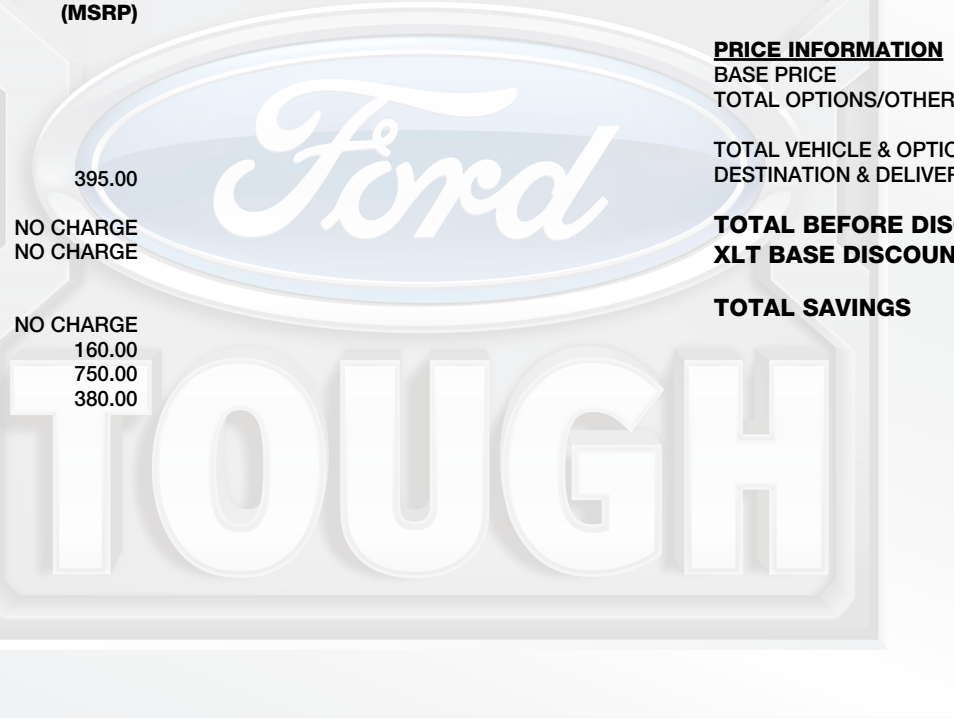 (MSRP)
395.00
NO CHARGE
NO CHARGE
NO CHARGE
160.00
750.00
380.00
PRICE INFORMATION
BASE PRICE
TOTAL OPTIONS/OTHER
TOTAL VEHICLE & OPTIO
DESTINATION & DELIVER
TOTAL BEFORE DISC
XLT BASE DISCOUN
TOTAL SAVINGS
Ford
TOUGH